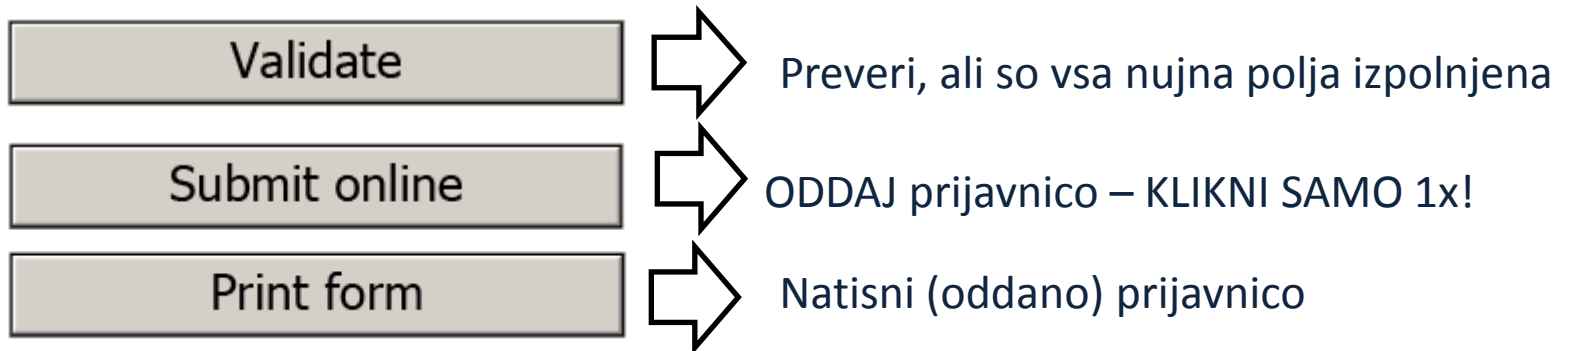 Validate
Preveri, ali so vsa nujna polja izpolnjena
Submit online
ODDAJ prijavnico – KLIKNI SAMO 1x!
Print form
Natisni (oddano) prijavnico